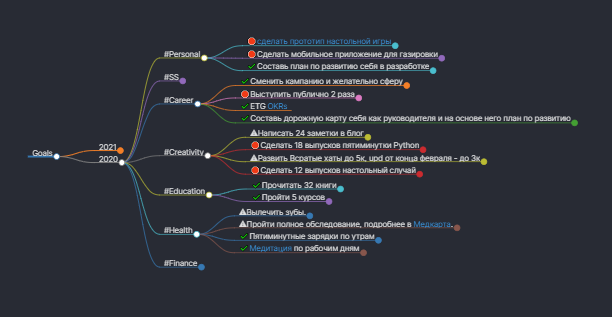 Goals
2021
2020
#Personal
сделать прототип настольной игры
Сделать мобильное приложение для газировки
Составь план по развитию себя в разработке
#SS
#Career
Сменить кампанию и желательно сферу
Выступить публично 2 раза
ETG OKRs
Составь дорожную карту себя как руководителя и на основе него план по развитию
#Creativity
Написать 24 заметки в блог
Сделать 18 выпусков пятиминутки Python
Развить Всратые хаты до 5к, upd от конца февраля - до 3к
Сделать 12 выпусков настольный случай
#Education
Прочитать 32 книги
Пройти 5 курсов
#Health
Вылечить зубы.
Пройти полное обследование, подробнее в Медкарта.
Пятиминутные зарядки по утрам
Медитация по рабочим дням
#Finance